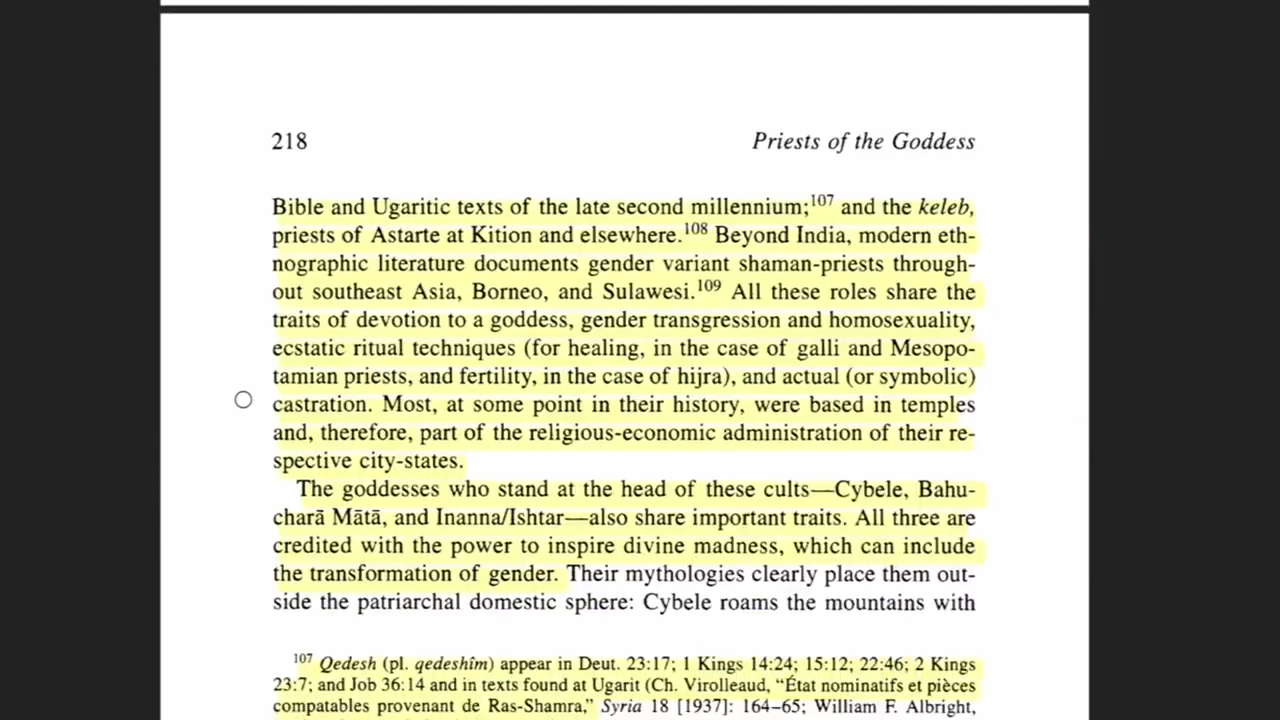 218 Priests of the Goddess
Bible and Ugaritic texts of the late second millennium;107 and the keleb,
priests of Astarte at Kition and elsewhere.108 Beyond India, modern eth-
nographic literature documents gender variant shaman-priests through-
out southeast Asia, Borneo, and Sulawesi.109 All these roles share the
traits of devotion to a goddess, gender transgression and homosexuality,
ecstatic ritual techniques (for healing, in the case of galli and Mesopo-
tamian priests, and fertility, in the case of hijra), and actual (or symbolic)
castration. Most, at some point in their history, were based in temples
and, therefore, part of the religious-economic administration of their re-
spective city-states.
The goddesses who stand at the head of these cults—Cybele, Bahu-
charā Mātā, and Inanna/Ishtar—also share important traits. All three are
credited with the power to inspire divine madness, which can include
the transformation of gender. Their mythologies clearly place them out-
side the patriarchal domestic sphere: Cybele roams the mountains with
107 Qedesh (pl. qedeshîm) appear in Deut. 23:17; 1 Kings 14:24; 15:12; 22:46; 2 Kings
23:7; and Job 36:14 and in texts found at Ugarit (Ch. Virolleaud, “État nominatifs et pièces
compatables provenant de Ras-Shamra,” Syria 18 [1937]: 164–65; William F. Albright,